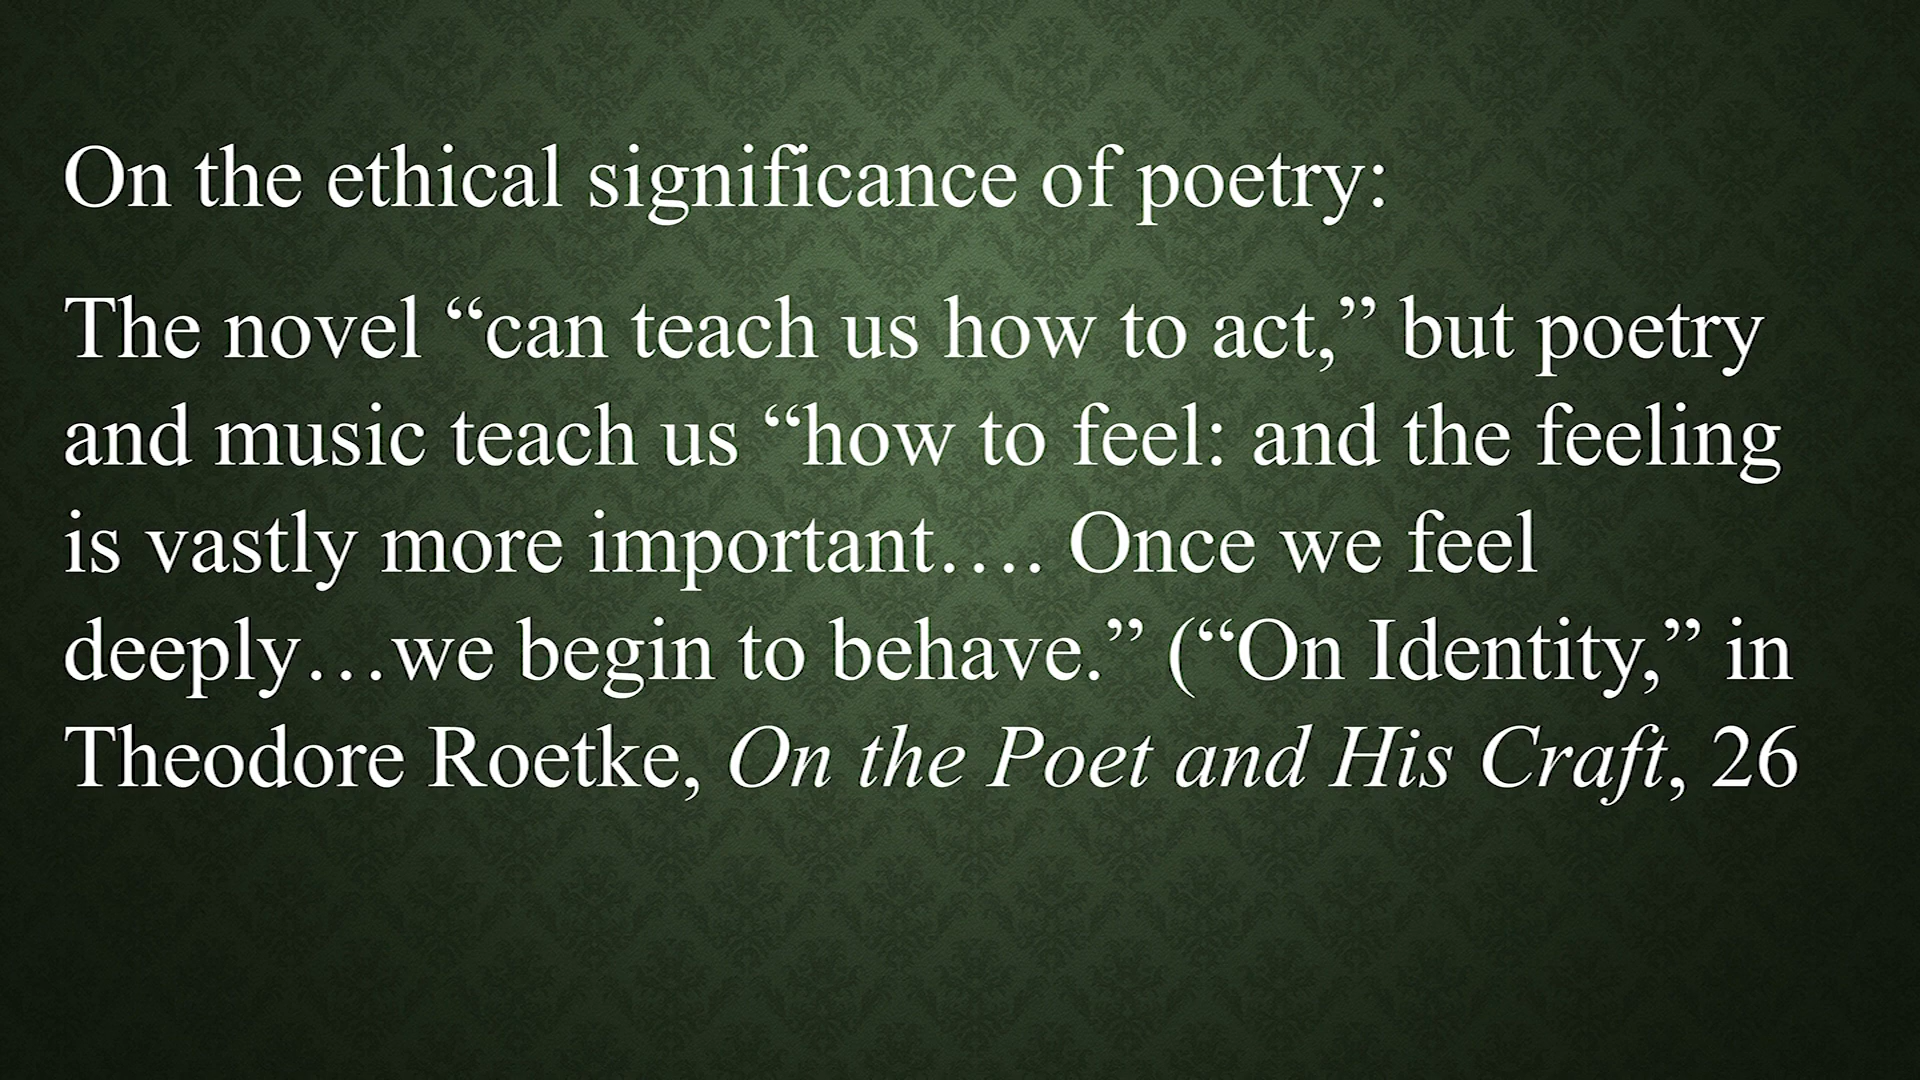 On the ethical significance of poetry:
The novel “can teach us how to act,” but poetry
and music teach us “how to feel: and the feeling
is vastly more important…. Once we feel
deeply…we begin to behave.” (“On Identity,” in
Theodore Roetke, On the Poet and His Craft, 26